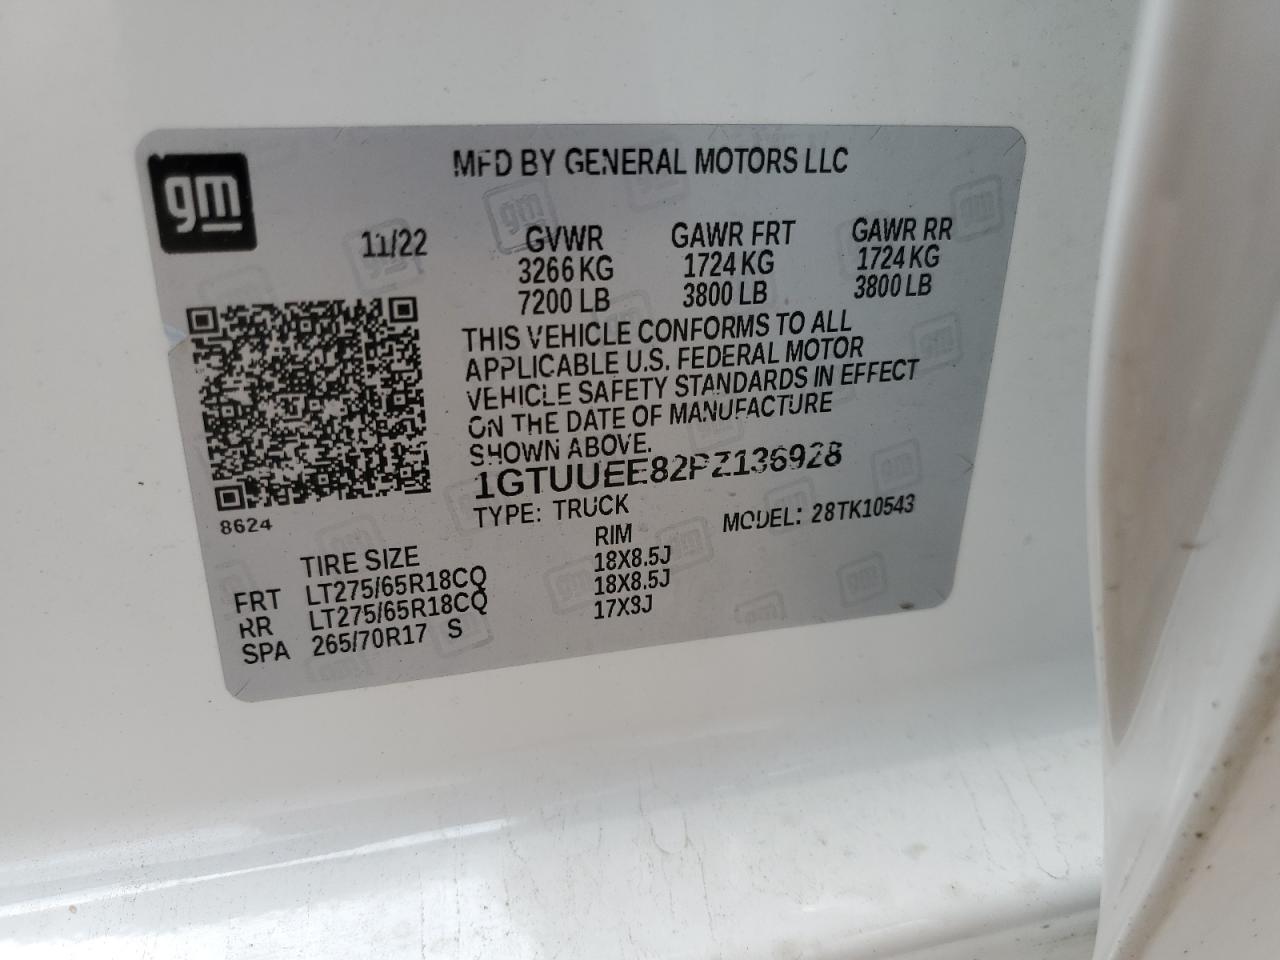 gm
MFD BY GENERAL MOTORS LLC
11/22 GVWR GAWR FRT GAWR RR
3266 KG 1724 KG 1724 KG
7200 LB 3800 LB 3800 LB
THIS VEHICLE CONFORMS TO ALL
APPLICABLE U.S. FEDERAL MOTOR
VEHICLE SAFETY STANDARDS IN EFFECT
ON THE DATE OF MANUFACTURE
SHOWN ABOVE.
1GTUUEE82PZ136928
8624
TYPE: TRUCK MODEL: 28TK10543
TIRE SIZE RIM
FRT LT275/65R18CQ 18X8.5J
RR LT275/65R18CQ 18X8.5J
SPA 265/70R17 S 17X8J